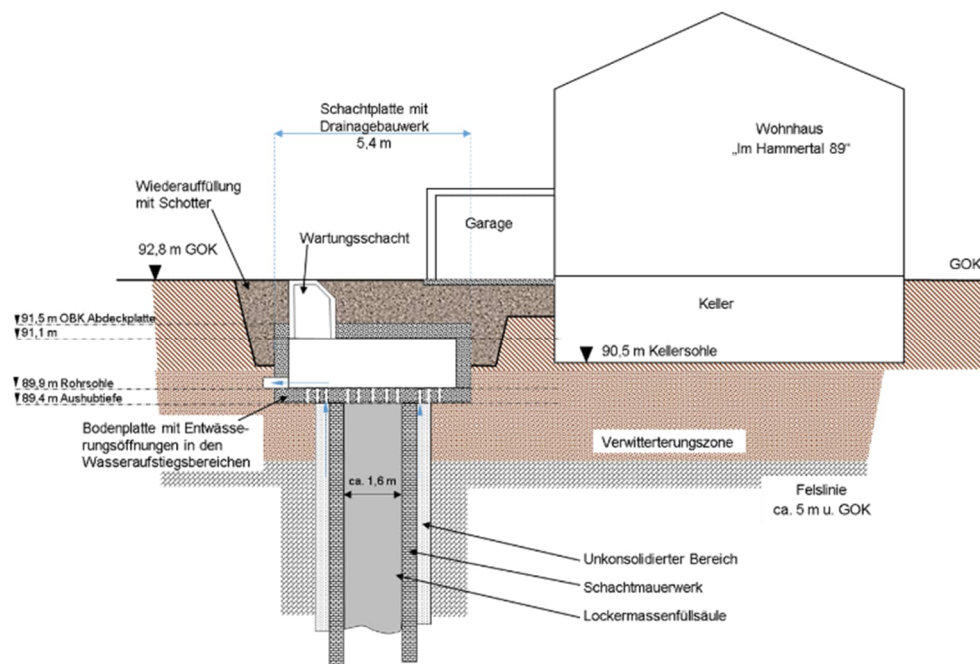 Schachtplatte mit
Drainagebauwerk
5,4 m
Wohnhaus
„Im Hammertal 89“
Wiederauffüllung
mit Schotter
Garage
Wartungsschacht
92,8 m GOK
GOK
Keller
91,5 m OBK Abdeckplatte
91,1 m
90,5 m Kellersohle
89,9 m Rohrsohle
89,4 m Aushubtiefe
Bodenplatte mit Entwässe-
rungsöffnungen in den
Wasseraufstiegsbereichen
Verwitterterungszone
ca. 1,6 m
Felslinie
ca. 5 m u. GOK
Unkonsolidierter Bereich
Schachtmauerwerk
Lockermassenfüllsäule